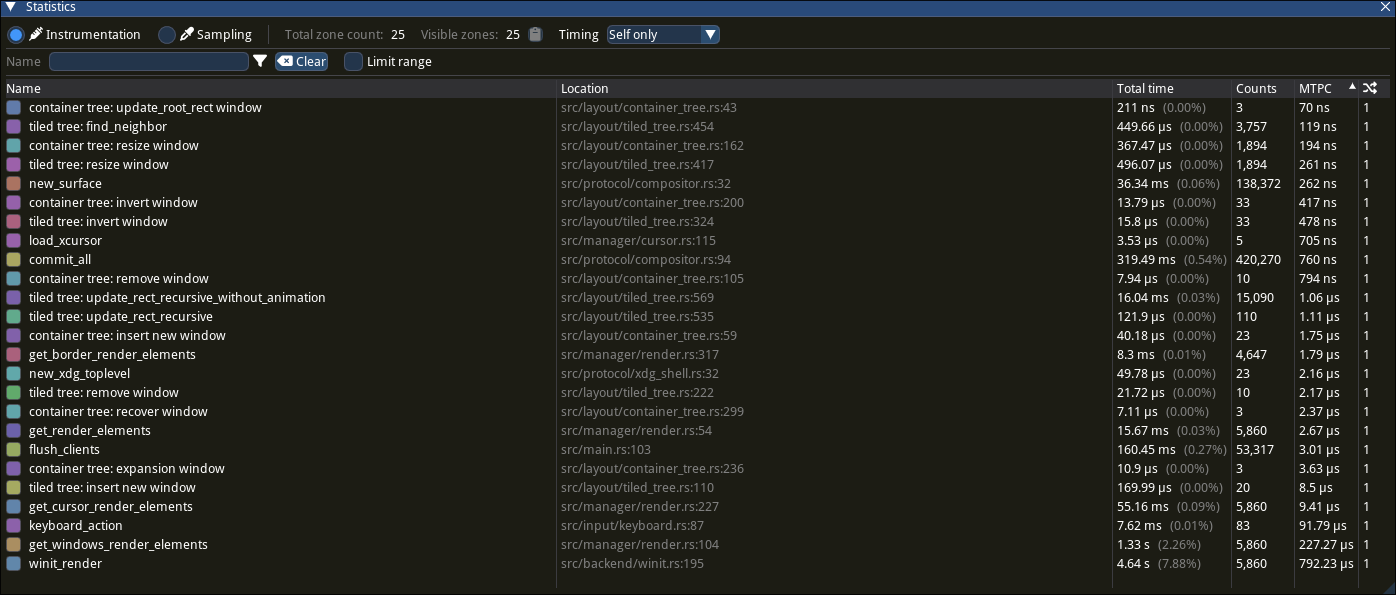 Statistics
Instrumentation Sampling Total zone count: 25 Visible zones: 25 Timing Self only
Name Clear Limit range
Name Location Total time Counts MTPC
container tree: update_root_rect window src/layout/container_tree.rs:43 211 ns (0.00%) 3 70 ns 1
tiled tree: find_neighbor src/layout/tiled_tree.rs:454 449.66 µs (0.00%) 3,757 119 ns 1
container tree: resize window src/layout/container_tree.rs:162 367.47 µs (0.00%) 1,894 194 ns 1
tiled tree: resize window src/layout/tiled_tree.rs:417 496.07 µs (0.00%) 1,894 261 ns 1
new_surface src/protocol/compositor.rs:32 36.34 ms (0.06%) 138,372 262 ns 1
container tree: invert window src/layout/container_tree.rs:200 13.79 µs (0.00%) 33 417 ns 1
tiled tree: invert window src/layout/tiled_tree.rs:324 15.8 µs (0.00%) 33 478 ns 1
load_xcursor src/manager/cursor.rs:115 3.53 µs (0.00%) 5 705 ns 1
commit_all src/protocol/compositor.rs:94 319.49 ms (0.54%) 420,270 760 ns 1
container tree: remove window src/layout/container_tree.rs:105 7.94 µs (0.00%) 10 794 ns 1
tiled tree: update_rect_recursive_without_animation src/layout/tiled_tree.rs:569 16.04 ms (0.03%) 15,090 1.06 µs 1
tiled tree: update_rect_recursive src/layout/tiled_tree.rs:535 121.9 µs (0.00%) 110 1.11 µs 1
container tree: insert new window src/layout/container_tree.rs:59 40.18 µs (0.00%) 23 1.75 µs 1
get_border_render_elements src/manager/render.rs:317 8.3 ms (0.01%) 4,647 1.79 µs 1
new_xdg_toplevel src/protocol/xdg_shell.rs:32 49.78 µs (0.00%) 23 2.16 µs 1
tiled tree: remove window src/layout/tiled_tree.rs:222 21.72 µs (0.00%) 10 2.17 µs 1
container tree: recover window src/layout/container_tree.rs:299 7.11 µs (0.00%) 3 2.37 µs 1
get_render_elements src/manager/render.rs:54 15.67 ms (0.03%) 5,860 2.67 µs 1
flush_clients src/main.rs:103 160.45 ms (0.27%) 53,317 3.01 µs 1
container tree: expansion window src/layout/container_tree.rs:236 10.9 µs (0.00%) 3 3.63 µs 1
tiled tree: insert new window src/layout/tiled_tree.rs:110 169.99 µs (0.00%) 20 8.5 µs 1
get_cursor_render_elements src/manager/render.rs:227 55.16 ms (0.09%) 5,860 9.41 µs 1
keyboard_action src/input/keyboard.rs:87 7.62 ms (0.01%) 83 91.79 µs 1
get_windows_render_elements src/manager/render.rs:104 1.33 s (2.26%) 5,860 227.27 µs 1
winit_render src/backend/winit.rs:195 4.64 s (7.88%) 5,860 792.23 µs 1